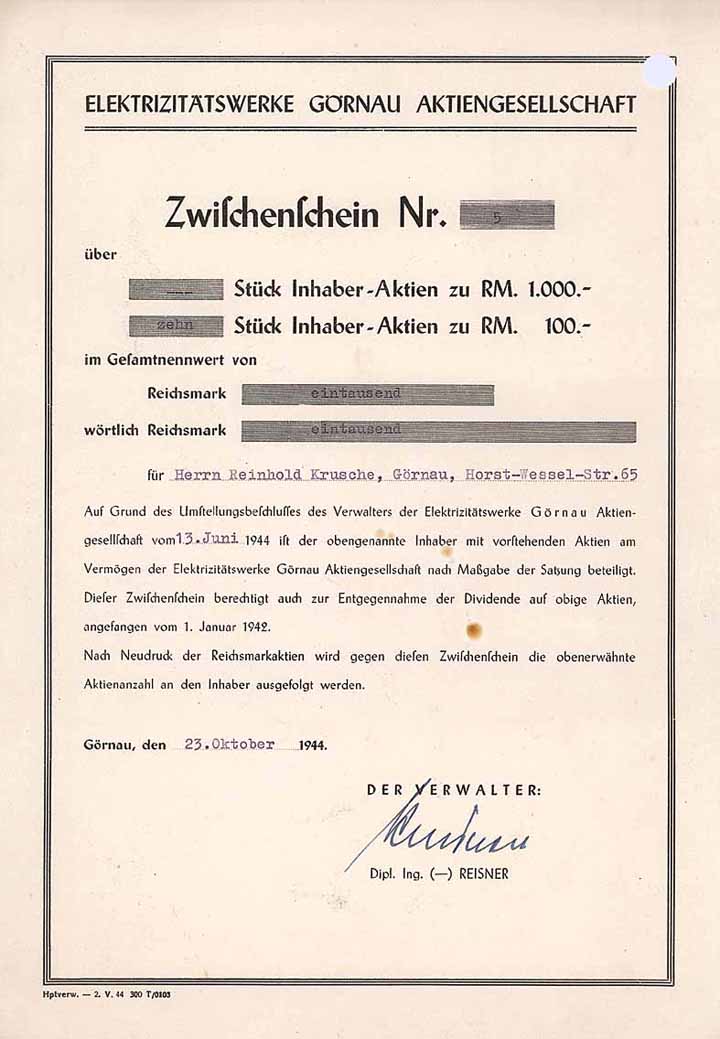 ELEKTRIZITÄTSWERKE GÖRNAU AKTIENGESELLSCHAFT
Zwiſchenſchein Nr. 5
über
--- Stück Inhaber-Aktien zu RM. 1.000.-
zehn Stück Inhaber-Aktien zu RM. 100.-
im Geſamtnennwert von
Reichsmark eintausend
wörtlich Reichsmark eintausend
für Herrn Reinhold Krusche, Görnau, Horst-Wessel-Str.65
Auf Grund des Umſtellungsbeſchluſſes des Verwalters der Elektrizitätswerke Görnau Aktien-
geſellſchaft vom 13.Juni 1944 iſt der obengenannte Inhaber mit vorſtehenden Aktien am
Vermögen der Elektrizitätswerke Görnau Aktiengeſellſchaft nach Maßgabe der Satzung beteiligt.
Dieſer Zwiſchenſchein berechtigt auch zur Entgegennahme der Dividende auf obige Aktien,
angefangen vom 1. Januar 1942.
Nach Neudruck der Reichsmarkaktien wird gegen dieſen Zwiſchenſchein die obenerwähnte
Aktienanzahl an den Inhaber ausgefolgt werden.
Görnau, den 23.Oktober 1944.
DER VERWALTER:
Dipl. Ing. (—) REISNER
Hptverw. — 2. V. 44 300 T/0103